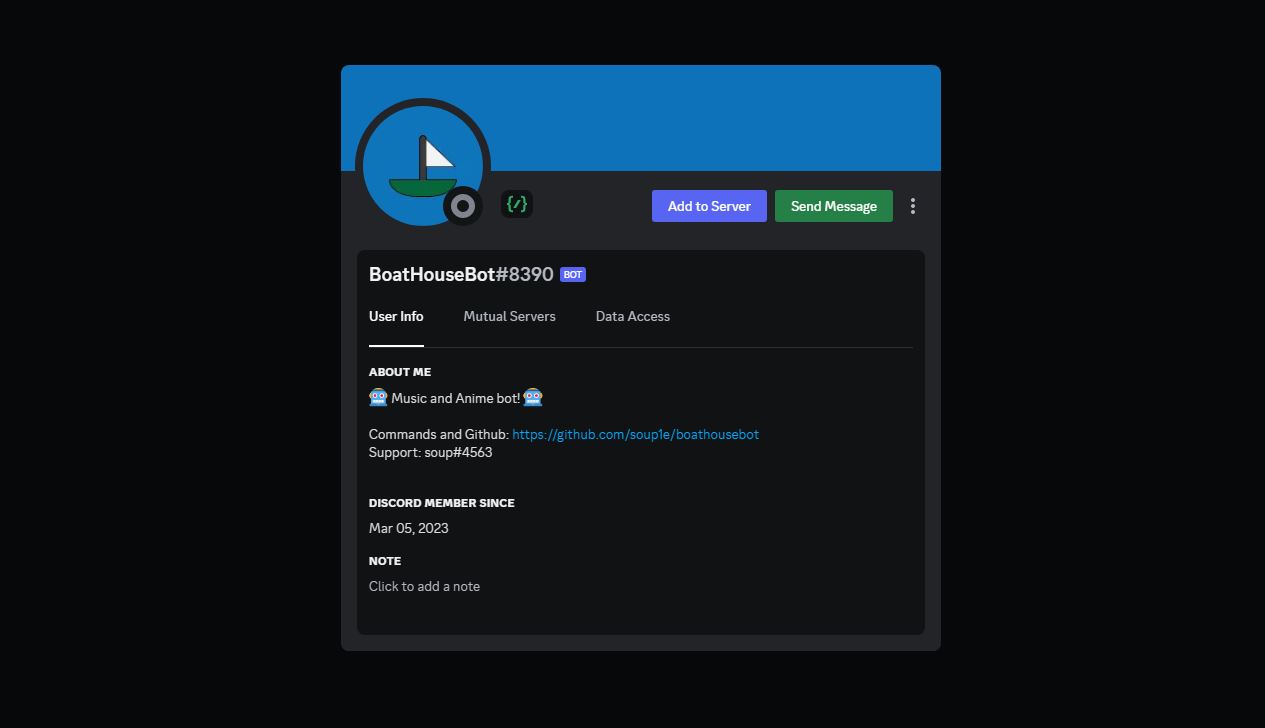 {/}
Add to Server
Send Message
BoatHouseBot#8390 BOT
User Info
Mutual Servers
Data Access
ABOUT ME
🤖 Music and Anime bot! 🤖
Commands and Github: https://github.com/soup1e/boathousebot
Support: soup#4563
DISCORD MEMBER SINCE
Mar 05, 2023
NOTE
Click to add a note